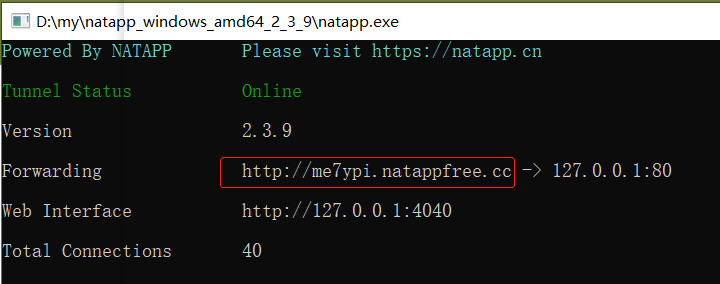 D:\my\natapp_windows_amd64_2_3_9\natapp.exe
Powered By NATAPP Please visit https://natapp.cn
Tunnel Status Online
Version 2.3.9
Forwarding http://me7ypi.natappfree.cc -> 127.0.0.1:80
Web Interface http://127.0.0.1:4040
Total Connections 40